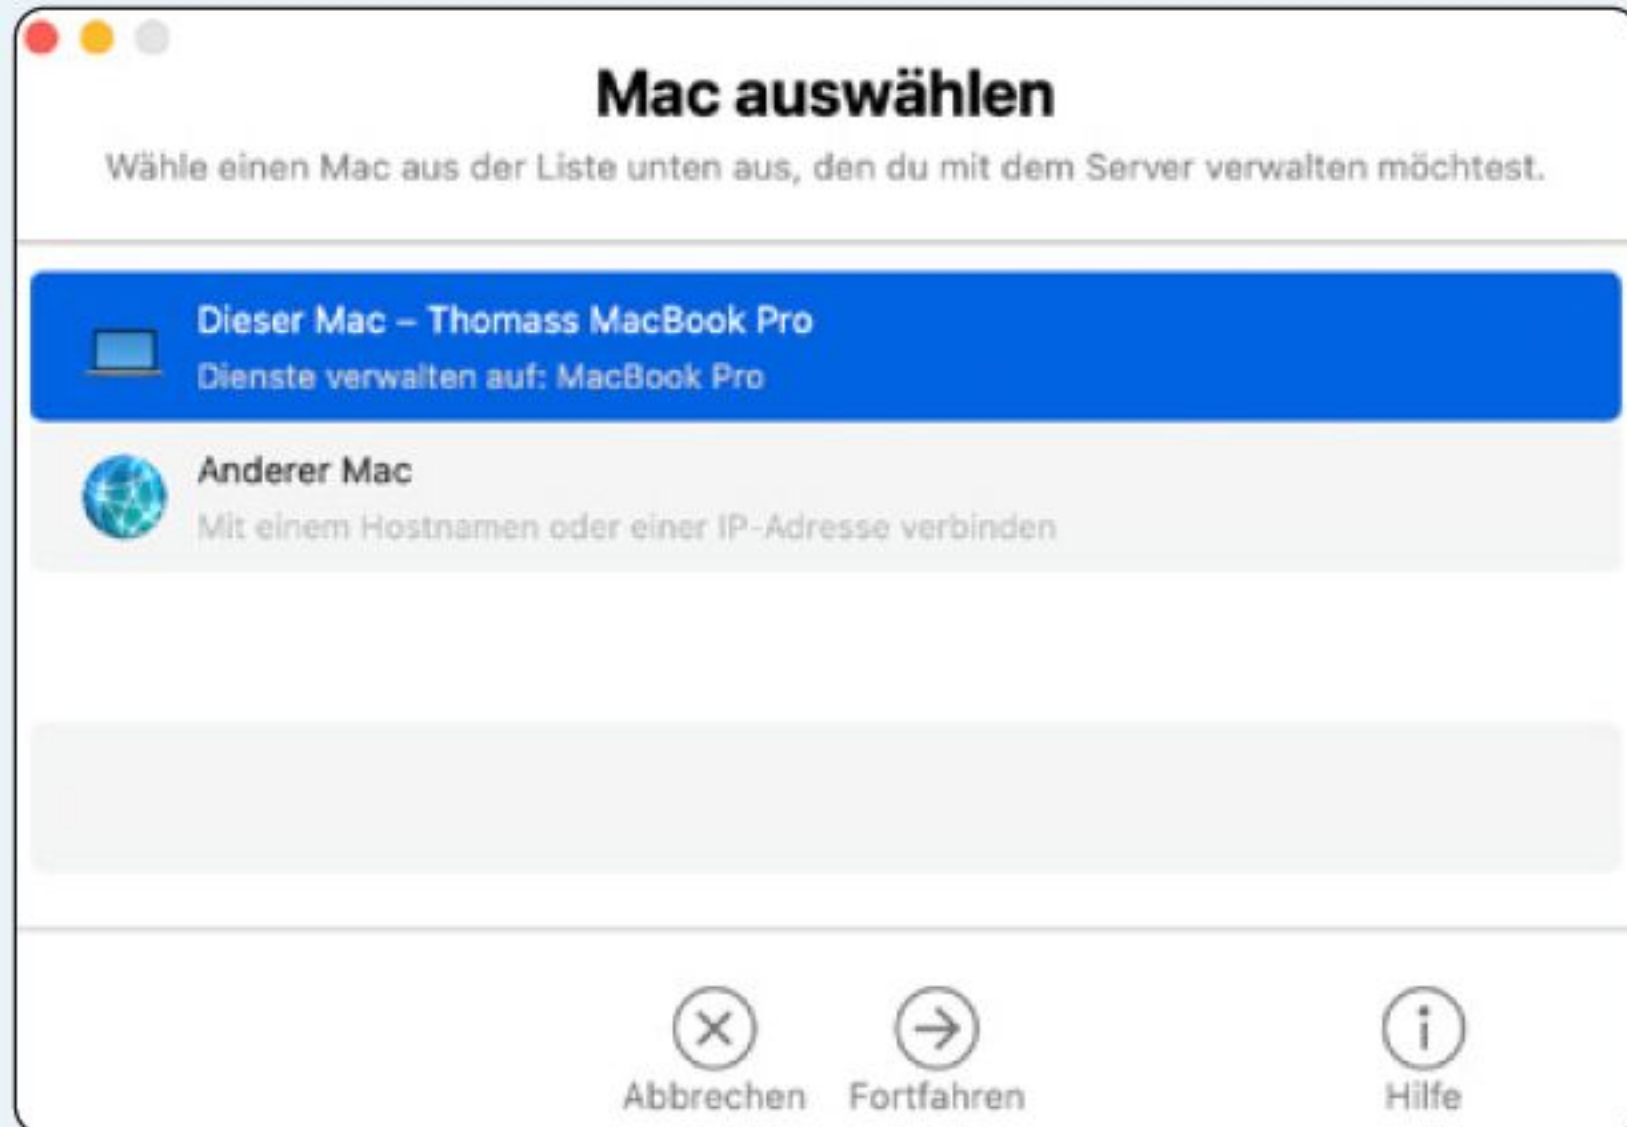 Mac auswählen
Wähle einen Mac aus der Liste unten aus, den du mit dem Server verwalten möchtest.
Dieser Mac – Thomass MacBook Pro
Dienste verwalten auf: MacBook Pro
Anderer Mac
Mit einem Hostnamen oder einer IP-Adresse verbinden
Abbrechen Fortfahren Hilfe